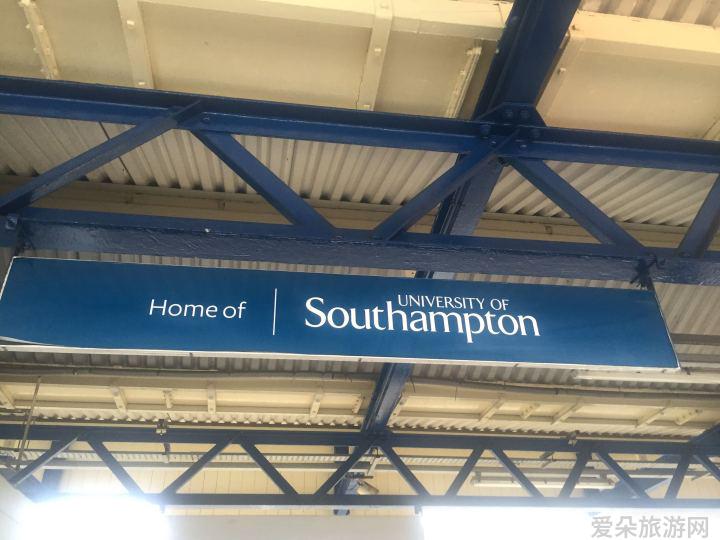 Home of
UNIVERSITY OF
Southampton
爱朵旅游网